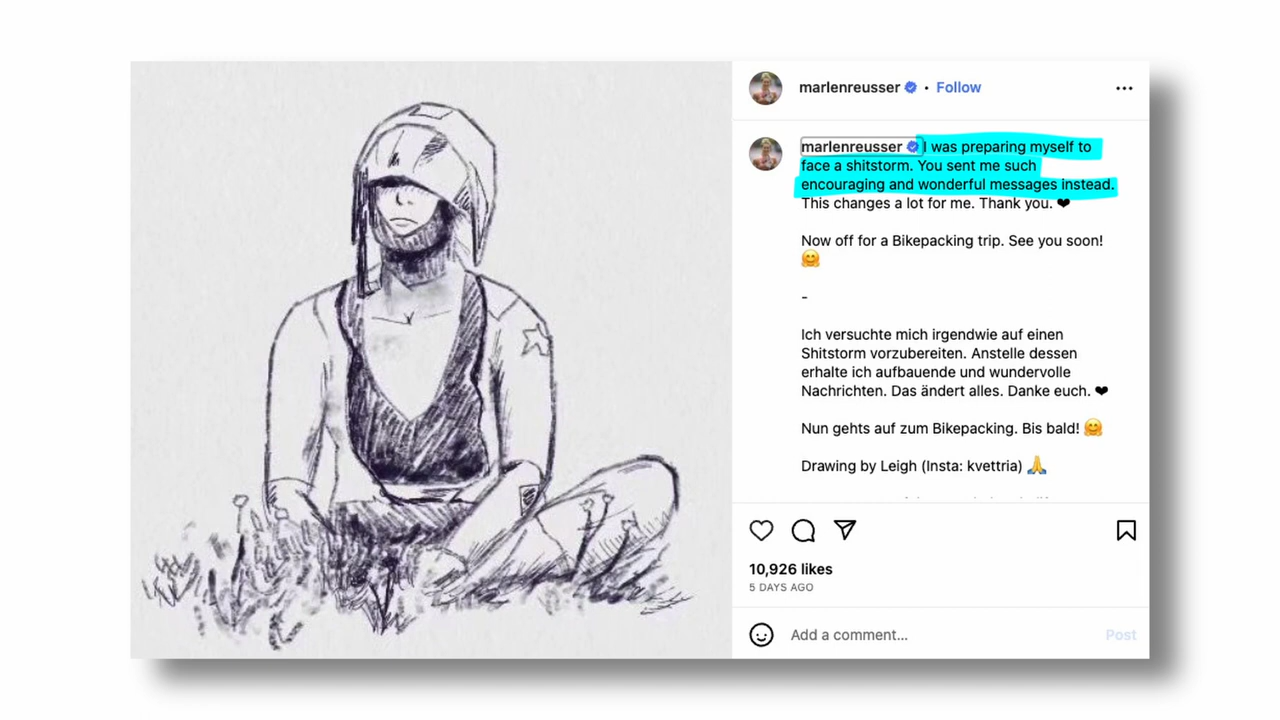 marlenreusser • Follow
marlenreusser I was preparing myself to
face a shitstorm. You sent me such
encouraging and wonderful messages instead.
This changes a lot for me. Thank you. ❤
Now off for a Bikepacking trip. See you soon!
🤗
-
Ich versuchte mich irgendwie auf einen
Shitstorm vorzubereiten. Anstelle dessen
erhalte ich aufbauende und wundervolle
Nachrichten. Das ändert alles. Danke euch. ❤
Nun gehts auf zum Bikepacking. Bis bald! 🤗
Drawing by Leigh (Insta: kvettria) 🙏
10,926 likes
5 DAYS AGO
Add a comment... Post